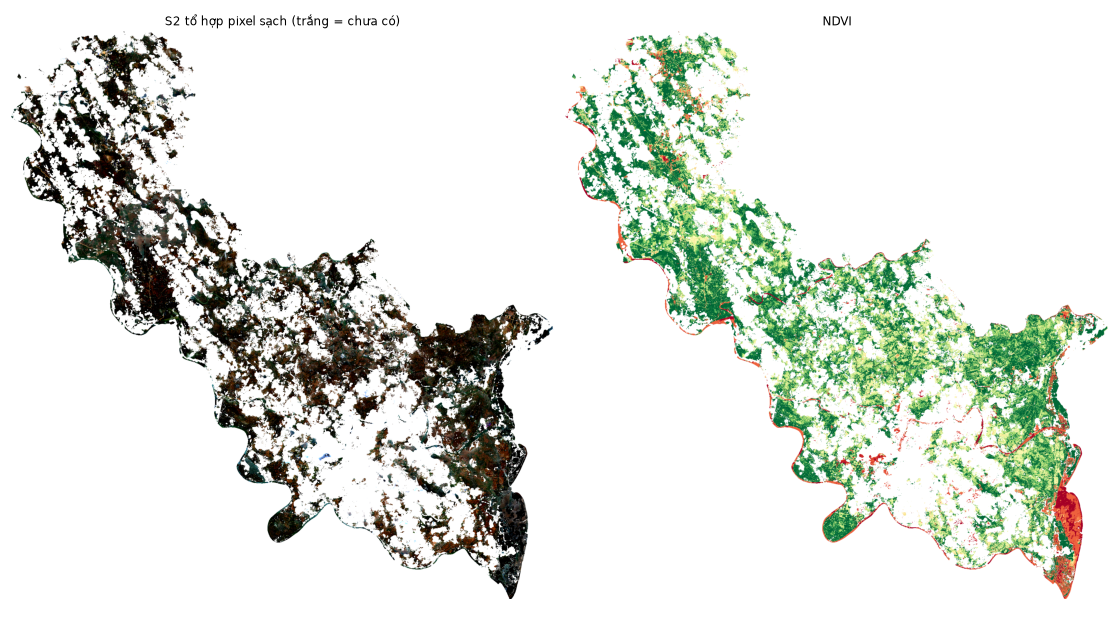 S2 tổ hợp pixel sạch (trắng = chưa có)
NDVI